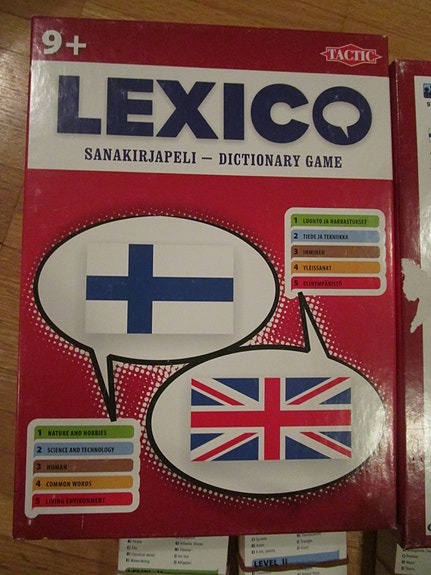 9+
TACTIC
LEXICO
SANAKIRJAPELI – DICTIONARY GAME
1 LUONTO JA HARRASTUKSET
2 TIEDE JA TEKNIIKKA
3 IHMINEN
4 YLEISSANAT
5 ELINYMPÄRISTÖ
1 NATURE AND HOBBIES
2 SCIENCE AND TECHNOLOGY
3 HUMAN
4 COMMON WORDS
5 LIVING ENVIRONMENT
LEVEL II